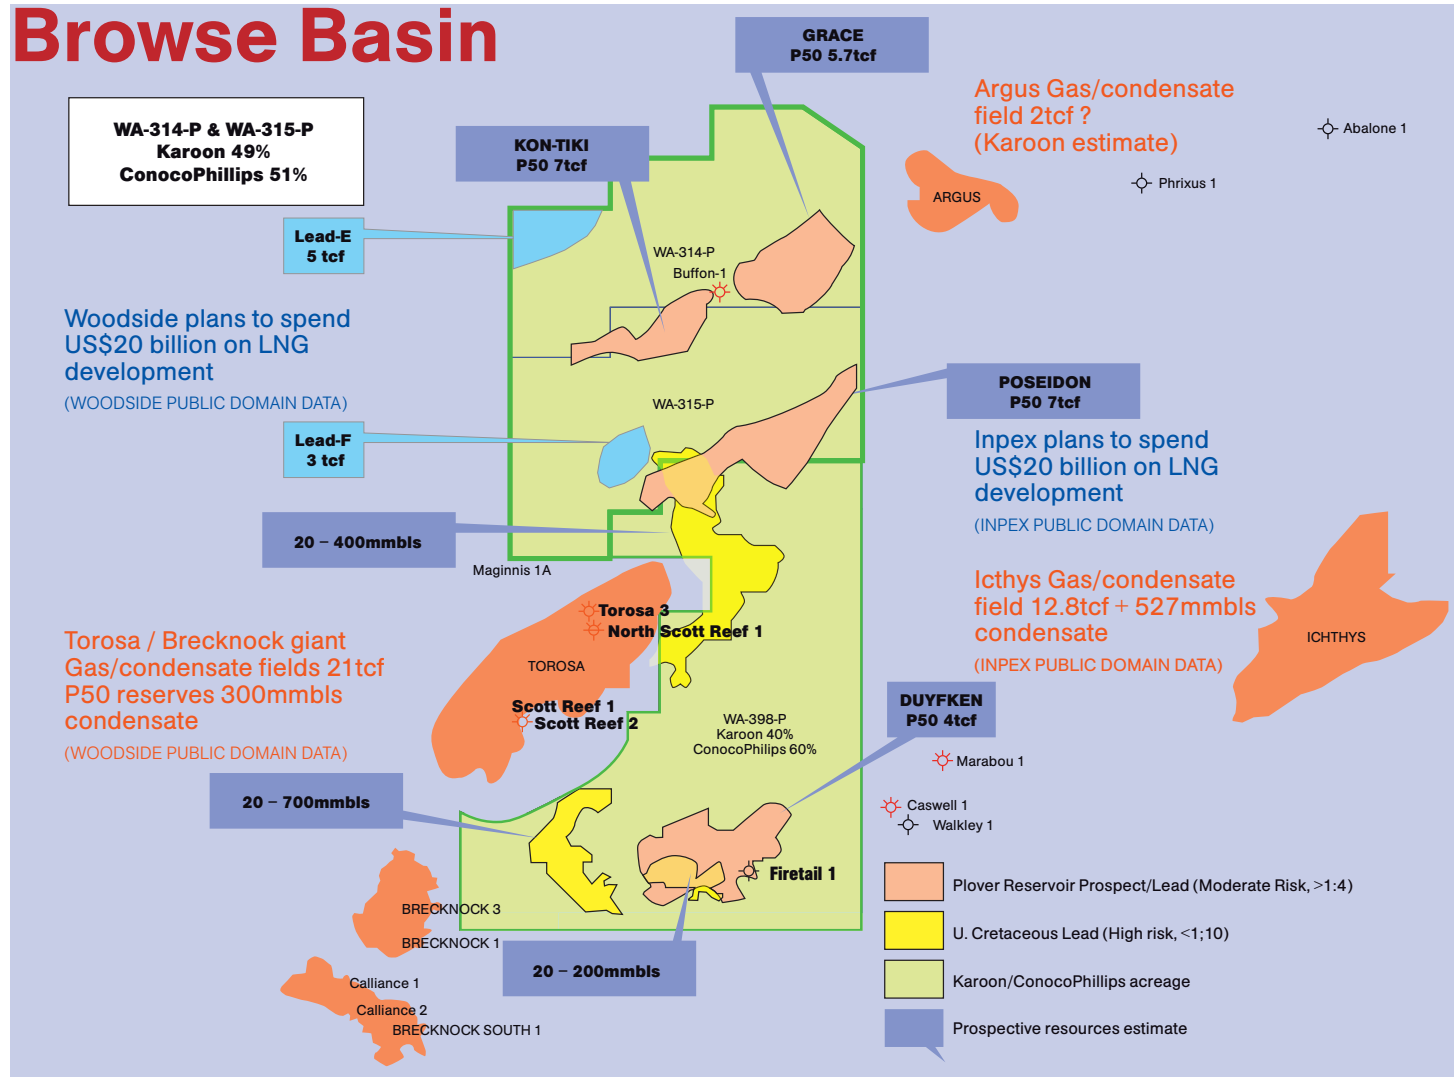 Browse Basin
GRACE
P50 5.7tcf
WA-314-P & WA-315-P
Karoon 49%
ConocoPhillips 51%
KON-TIKI
P50 7tcf
Argus Gas/condensate
field 2tcf ?
(Karoon estimate)
Abalone 1
Phrixus 1
ARGUS
Lead-E
5 tcf
WA-314-P
Buffon-1
Woodside plans to spend
US$20 billion on LNG
development
(WOODSIDE PUBLIC DOMAIN DATA)
POSEIDON
P50 7tcf
WA-315-P
Lead-F
3 tcf
Inpex plans to spend
US$20 billion on LNG
development
(INPEX PUBLIC DOMAIN DATA)
20 – 400mmbls
Maginnis 1A
Icthys Gas/condensate
field 12.8tcf + 527mmbls
condensate
(INPEX PUBLIC DOMAIN DATA)
ICHTHYS
Torosa 3
North Scott Reef 1
TOROSA
Scott Reef 1
Scott Reef 2
Torosa / Brecknock giant
Gas/condensate fields 21tcf
P50 reserves 300mmbls
condensate
(WOODSIDE PUBLIC DOMAIN DATA)
WA-398-P
Karoon 40%
ConocoPhilips 60%
DUYFKEN
P50 4tcf
Marabou 1
Caswell 1
Walkley 1
20 – 700mmbls
Firetail 1
BRECKNOCK 3
BRECKNOCK 1
20 – 200mmbls
Calliance 1
Calliance 2
BRECKNOCK SOUTH 1
Plover Reservoir Prospect/Lead (Moderate Risk, >1:4)
U. Cretaceous Lead (High risk, <1;10)
Karoon/ConocoPhillips acreage
Prospective resources estimate